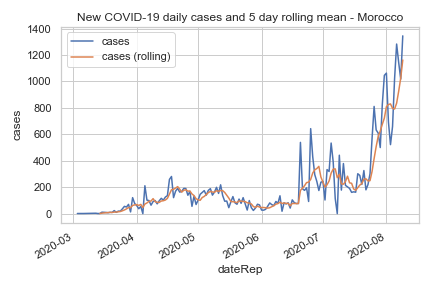 New COVID-19 daily cases and 5 day rolling mean - Morocco
cases
cases (rolling)
1400
1200
1000
800
600
400
200
0
cases
2020-03
2020-04
2020-05
2020-06
2020-07
2020-08
dateRep